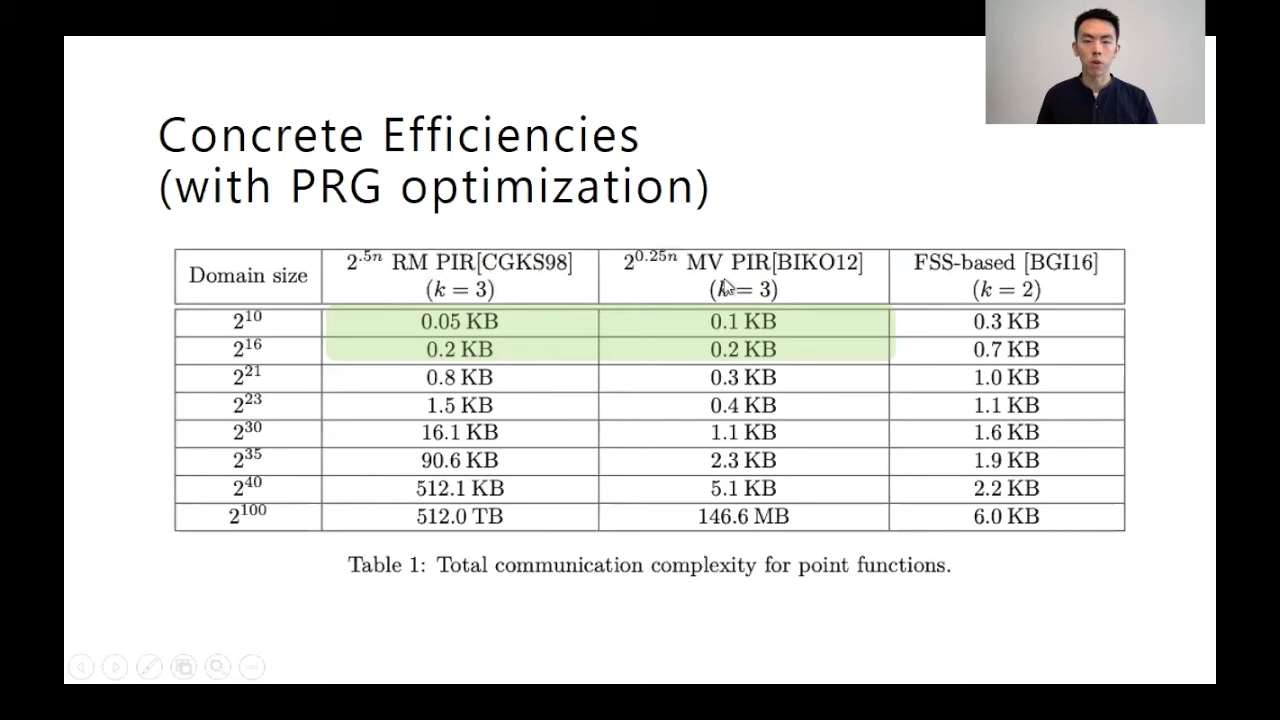 Concrete Efficiencies
(with PRG optimization)
Domain size 2^.5n RM PIR[CGKS98] (k = 3) 2^0.25n MV PIR[BIKO12] (k = 3) FSS-based [BGI16] (k = 2)
2^10 0.05 KB 0.1 KB 0.3 KB
2^16 0.2 KB 0.2 KB 0.7 KB
2^21 0.8 KB 0.3 KB 1.0 KB
2^23 1.5 KB 0.4 KB 1.1 KB
2^30 16.1 KB 1.1 KB 1.6 KB
2^35 90.6 KB 2.3 KB 1.9 KB
2^40 512.1 KB 5.1 KB 2.2 KB
2^100 512.0 TB 146.6 MB 6.0 KB
Table 1: Total communication complexity for point functions.